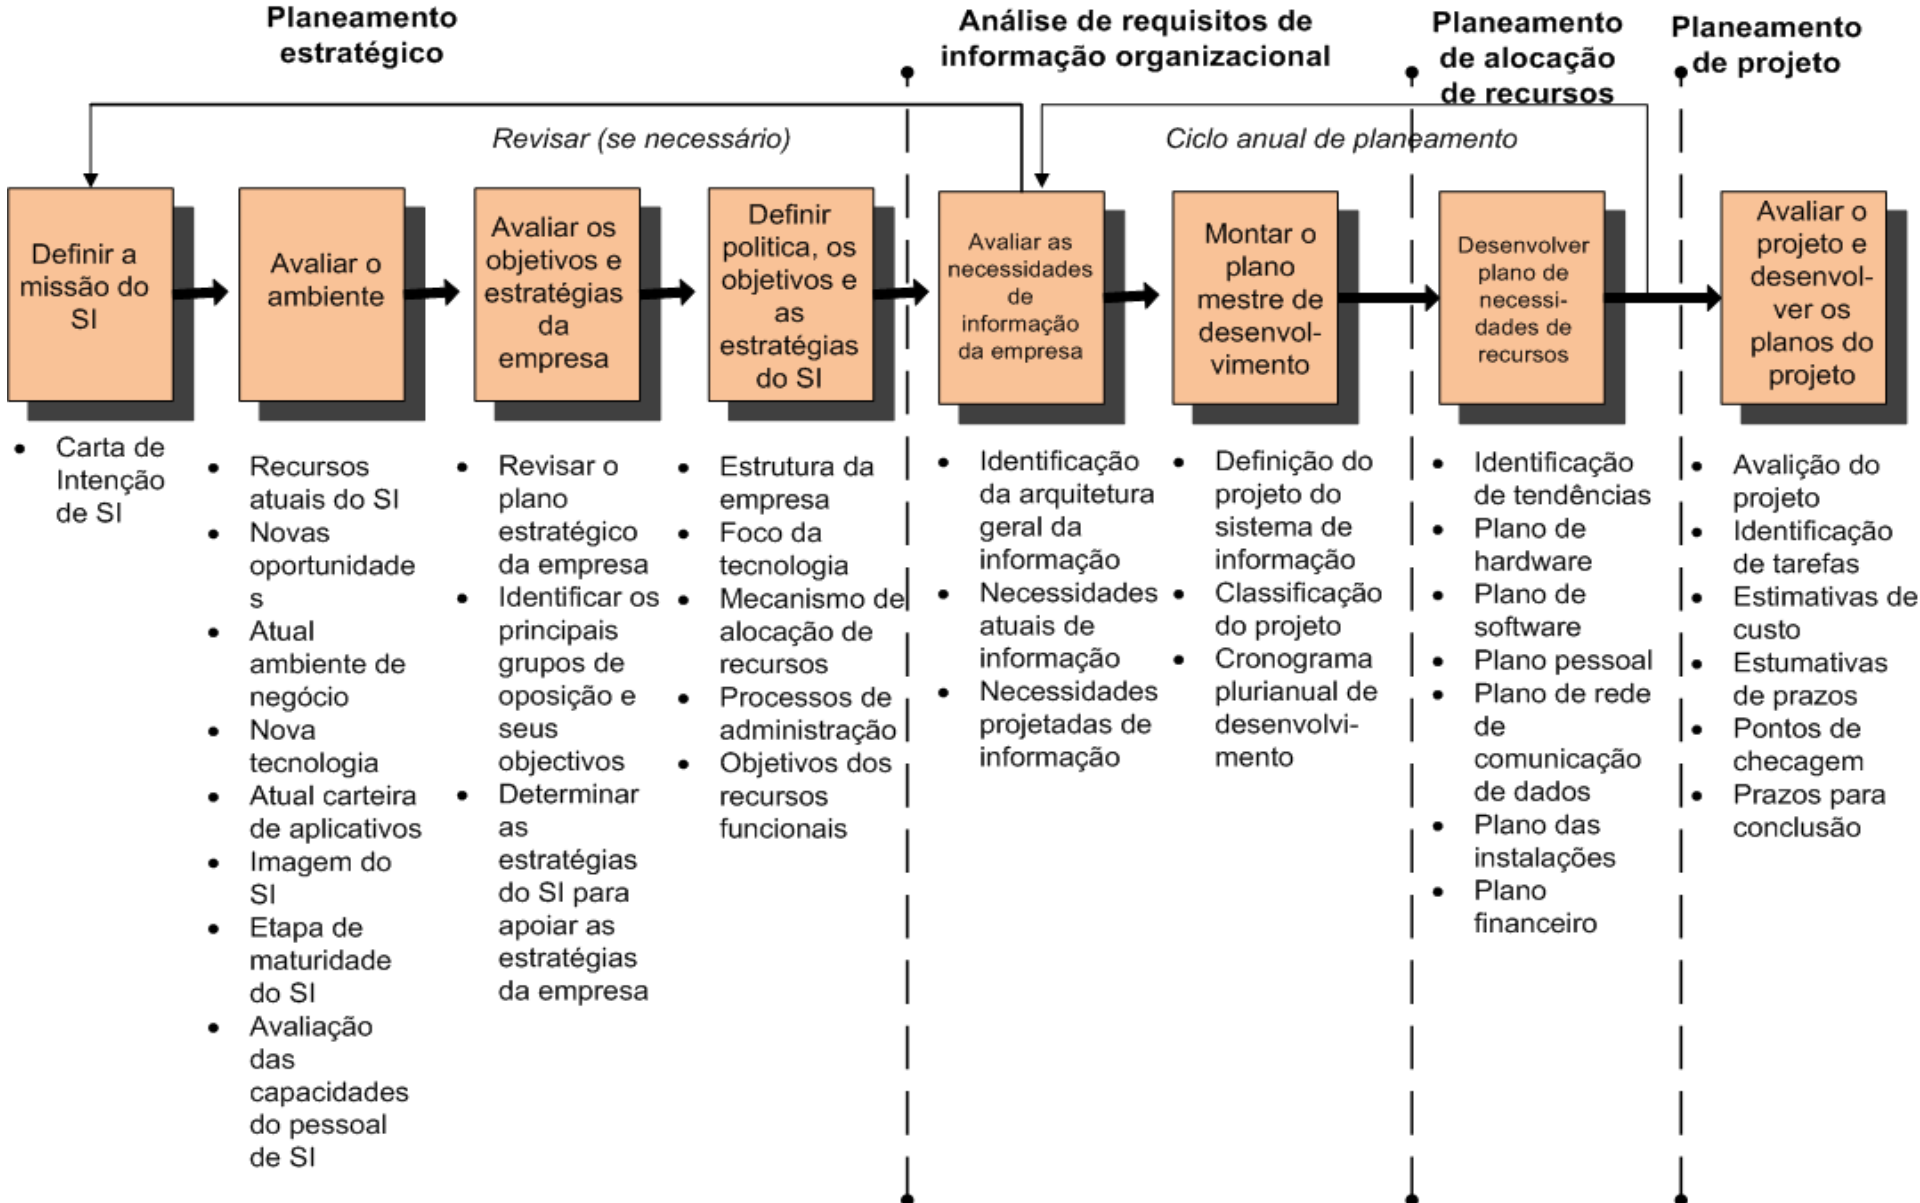 Planeamento
estratégico
Análise de requisitos de
informação organizacional
Planeamento
de alocação
de recursos
Planeamento
de projeto
Revisar (se necessário)
Ciclo anual de planeamento
Definir a
missão do
SI
Avaliar o
ambiente
Avaliar os
objetivos e
estratégias
da
empresa
Definir
politica, os
objetivos e
as
estratégias
do SI
Avaliar as
necessidades
de
informação
da empresa
Montar o
plano
mestre de
desenvol-
vimento
Desenvolver
plano de
necessi-
dades de
recursos
Avaliar o
projeto e
desenvol-
ver os
planos do
projeto
• Carta de
Intenção
de SI
• Recursos
atuais do SI
• Novas
oportunidade
s
• Atual
ambiente de
negócio
• Nova
tecnologia
• Atual carteira
de aplicativos
• Imagem do
SI
• Etapa de
maturidade
do SI
• Avaliação
das
capacidades
do pessoal
de SI
• Revisar o
plano
estratégico
da empresa
• Identificar os
principais
grupos de
oposição e
seus
objectivos
• Determinar
as
estratégias
do SI para
apoiar as
estratégias
da empresa
• Estrutura da
empresa
• Foco da
tecnologia
• Mecanismo de
alocação de
recursos
• Processos de
administração
• Objetivos dos
recursos
funcionais
• Identificação
da arquitetura
geral da
informação
• Necessidades
atuais de
informação
• Necessidades
projetadas de
informação
• Definição do
projeto do
sistema de
informação
• Classificação
do projeto
• Cronograma
plurianual de
desenvolvi-
mento
• Identificação
de tendências
• Plano de
hardware
• Plano de
software
• Plano pessoal
• Plano de rede
de
comunicação
de dados
• Plano das
instalações
• Plano
financeiro
• Avalição do
projeto
• Identificação
de tarefas
• Estimativas de
custo
• Estumativas
de prazos
• Pontos de
checagem
• Prazos para
conclusão